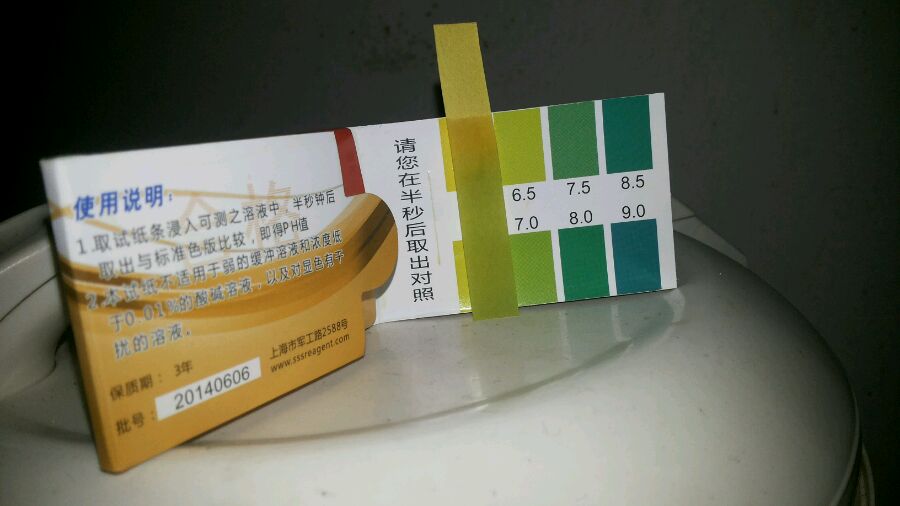 使用说明：
1.取试纸条浸入可测之溶液中，半秒钟后
取出与标准色版比较，即得PH值
2.本试纸不适用于弱的缓冲溶液和浓度低
于0.01%的酸碱溶液，以及对显色有干
扰的溶液。
保质期： 3年
批号： 20140606
上海市军工路2588号
www.sssreagent.com
合格
请您在半秒后取出对照
6.5 7.5 8.5
7.0 8.0 9.0